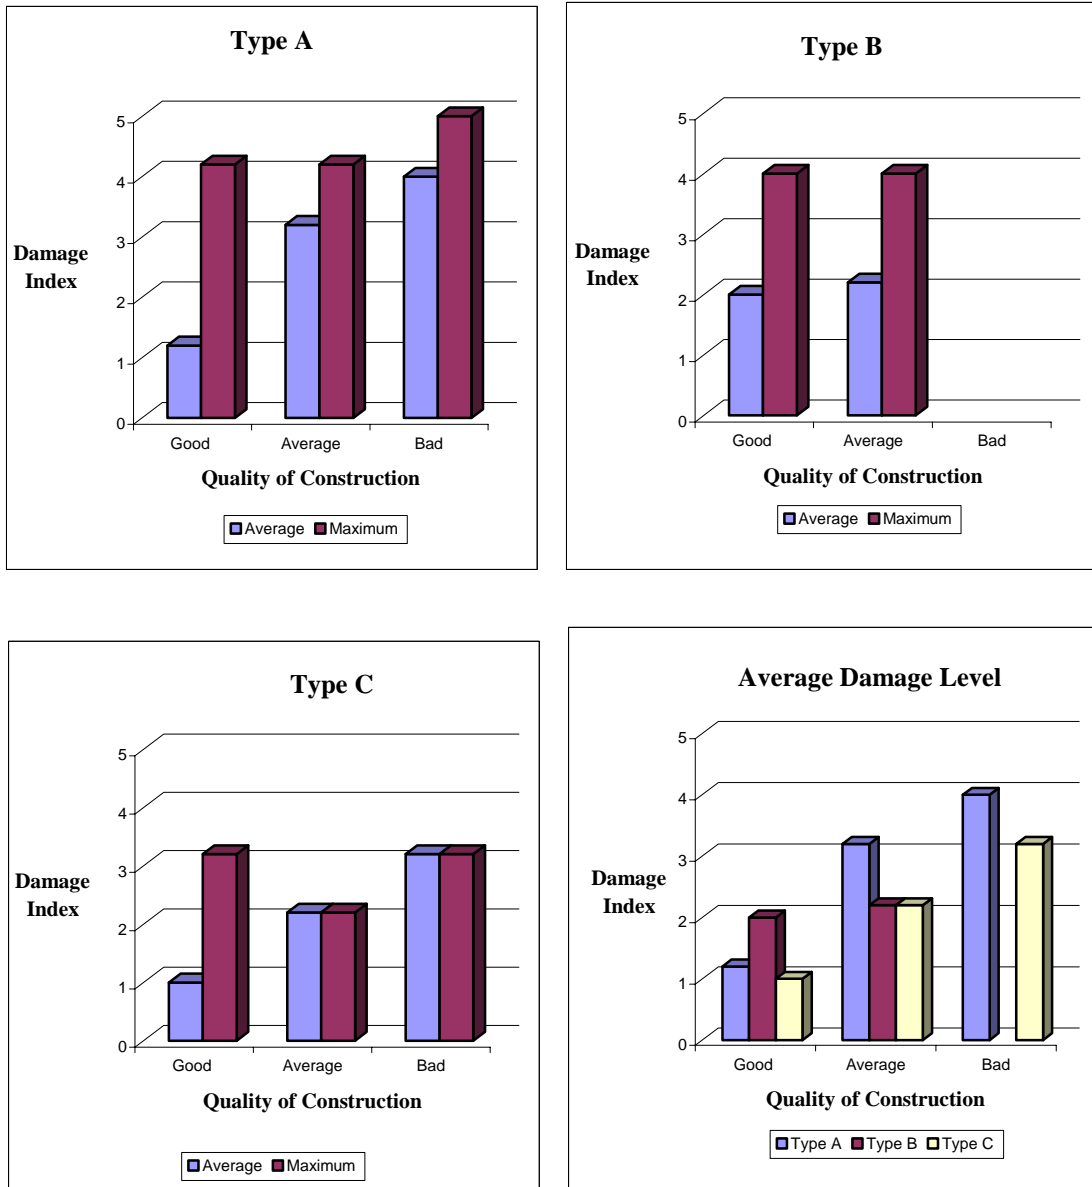 Type A
5
4
3
2
1
0
Damage
Index
Good Average Bad
Quality of Construction
Average Maximum
Type B
5
4
3
2
1
0
Damage
Index
Good Average Bad
Quality of Construction
Average Maximum
Type C
5
4
3
2
1
0
Damage
Index
Good Average Bad
Quality of Construction
Average Maximum
Average Damage Level
5
4
3
2
1
0
Damage
Index
Good Average Bad
Quality of Construction
Type A Type B Type C